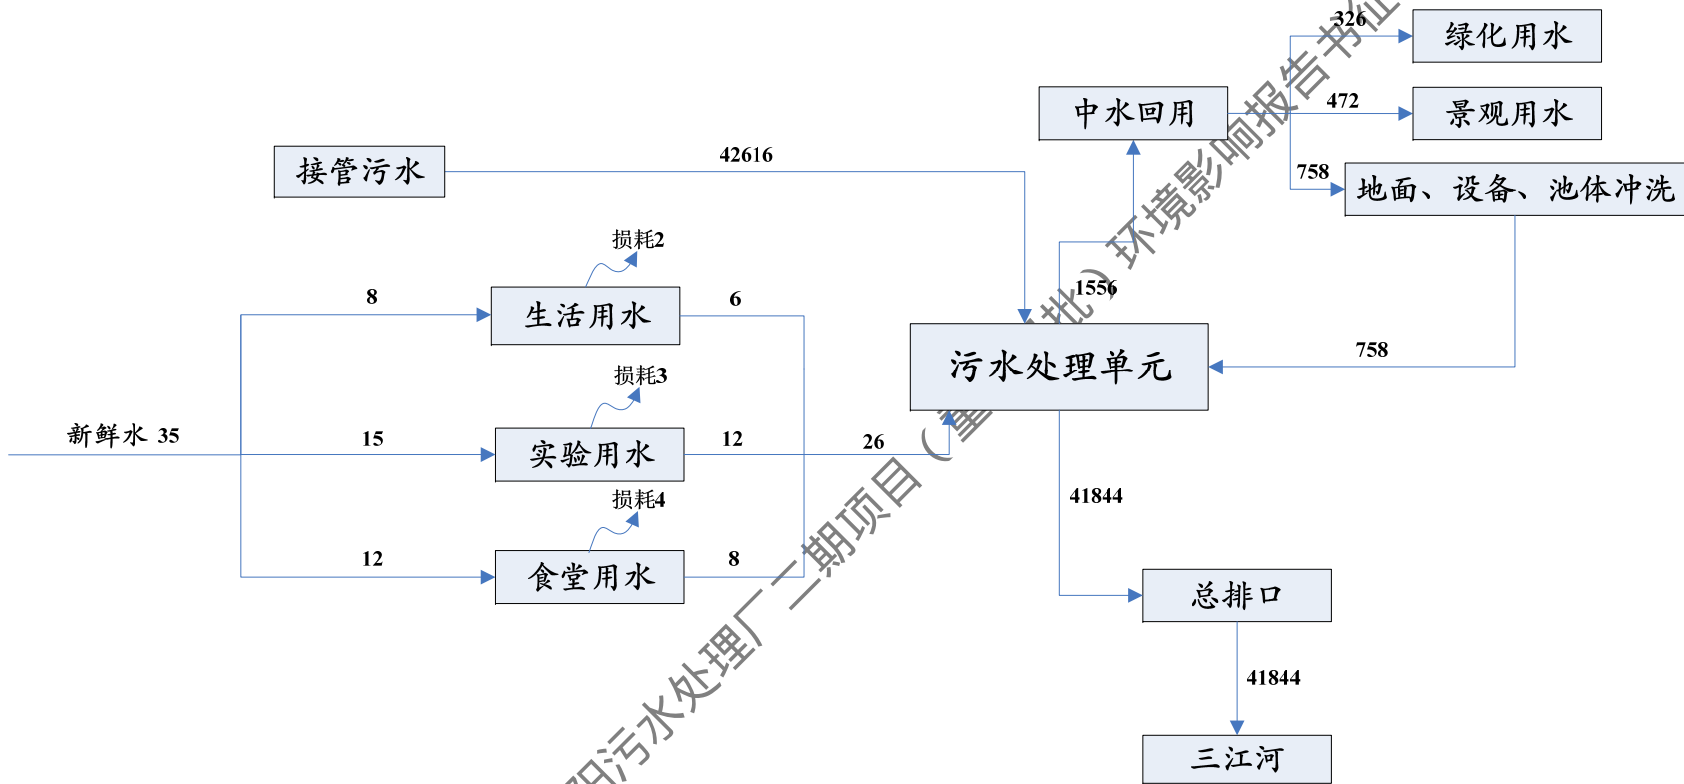 326
绿化用水
中水回用
472
景观用水
接管污水
42616
758
地面、设备、池体冲洗
损耗2
8
生活用水
6
1556
污水处理单元
758
损耗3
新鲜水 35
15
实验用水
12
26
损耗4
12
食堂用水
8
41844
总排口
41844
三江河
阳污水处理厂二期项目（重 批）环境影响报告书征